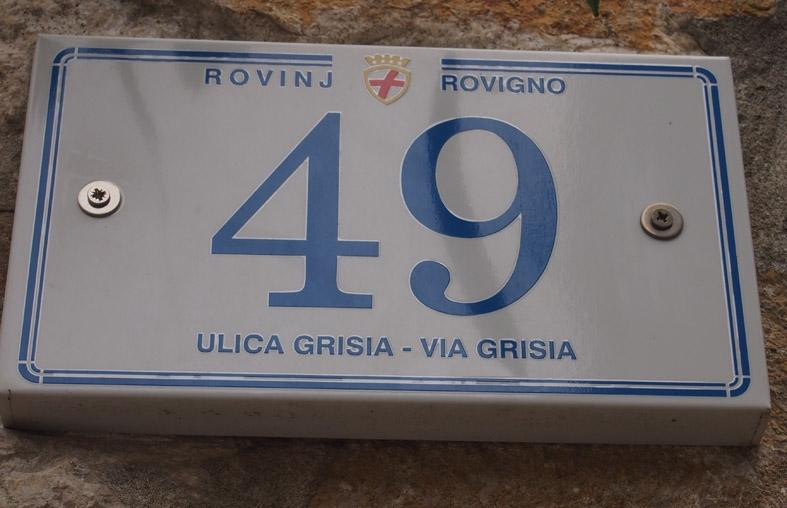 ROVINJ ROVIGNO
49
ULICA GRISIA - VIA GRISIA